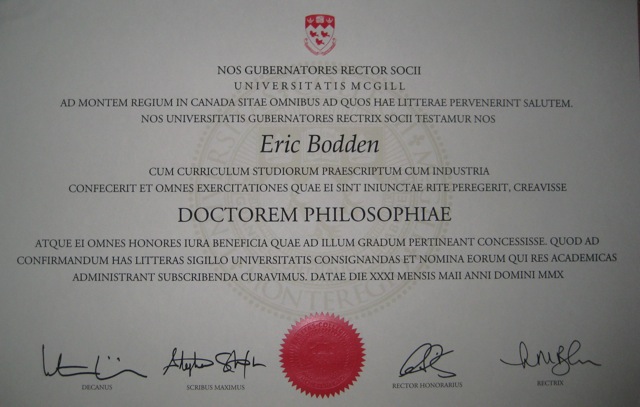 NOS GUBERNATORES RECTOR SOCII
UNIVERSITATIS MCGILL
AD MONTEM REGIUM IN CANADA SITAE OMNIBUS AD QUOS HAE LITTERAE PERVENERINT SALUTEM.
NOS UNIVERSITATIS GUBERNATORES RECTRIX SOCII TESTAMUR NOS
Eric Bodden
CUM CURRICULUM STUDIORUM PRAESCRIPTUM CUM INDUSTRIA
CONFECERIT ET OMNES EXERCITATIONES QUAE EI SINT INIUNCTAE RITE PEREGERIT, CREAVISSE
DOCTOREM PHILOSOPHIAE
ATQUE EI OMNES HONORES IURA BENEFICIA QUAE AD ILLUM GRADUM PERTINEANT CONCESSISSE. QUOD AD
CONFIRMANDUM HAS LITTERAS SIGILLO UNIVERSITATIS CONSIGNANDAS ET NOMINA EORUM QUI RES ACADEMICAS
ADMINISTRANT SUBSCRIBENDA CURAVIMUS. DATAE DIE XXXI MENSIS MAII ANNI DOMINI MMX
DECANUS
SCRIBUS MAXIMUS
RECTOR HONORARIUS
RECTRIX